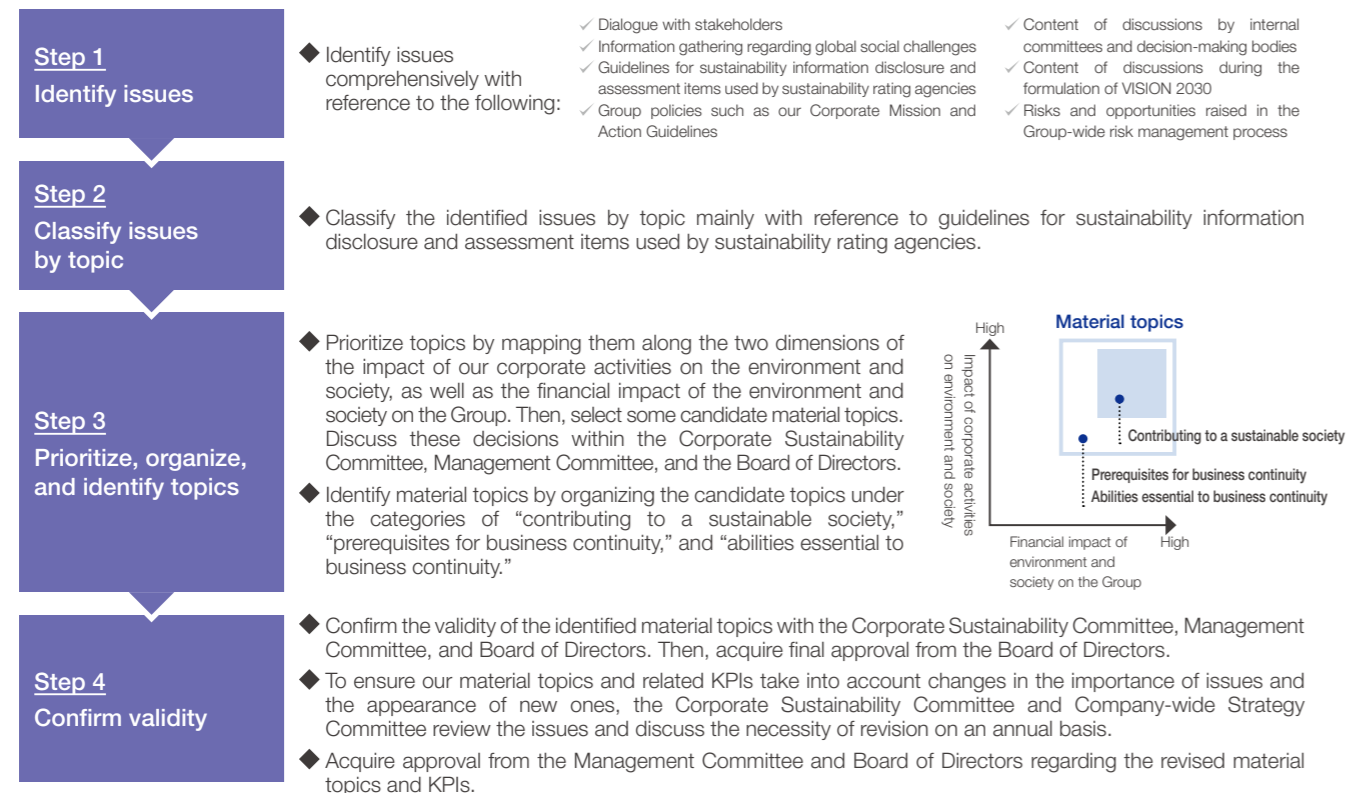 Step 1
Identify issues
◆ Identify issues
comprehensively with
reference to the following:
✓ Dialogue with stakeholders
✓ Information gathering regarding global social challenges
✓ Guidelines for sustainability information disclosure and
assessment items used by sustainability rating agencies
✓ Group policies such as our Corporate Mission and
Action Guidelines
✓ Content of discussions by internal
committees and decision-making bodies
✓ Content of discussions during the
formulation of VISION 2030
✓ Risks and opportunities raised in the
Group-wide risk management process
Step 2
Classify issues
by topic
◆ Classify the identified issues by topic mainly with reference to guidelines for sustainability information
disclosure and assessment items used by sustainability rating agencies.
Step 3
Prioritize, organize,
and identify topics
◆ Prioritize topics by mapping them along the two dimensions of
the impact of our corporate activities on the environment and
society, as well as the financial impact of the environment and
society on the Group. Then, select some candidate material topics.
Discuss these decisions within the Corporate Sustainability
Committee, Management Committee, and the Board of Directors.
◆ Identify material topics by organizing the candidate topics under
the categories of “contributing to a sustainable society,”
“prerequisites for business continuity,” and “abilities essential to
business continuity.”
High
Material topics
Impact of corporate activities
on environment and society
Contributing to a sustainable society
Prerequisites for business continuity
Abilities essential to business continuity
Financial impact of
environment and
society on the Group
High
Step 4
Confirm validity
◆ Confirm the validity of the identified material topics with the Corporate Sustainability Committee, Management
Committee, and Board of Directors. Then, acquire final approval from the Board of Directors.
◆ To ensure our material topics and related KPIs take into account changes in the importance of issues and
the appearance of new ones, the Corporate Sustainability Committee and Company-wide Strategy
Committee review the issues and discuss the necessity of revision on an annual basis.
◆ Acquire approval from the Management Committee and Board of Directors regarding the revised material
topics and KPIs.